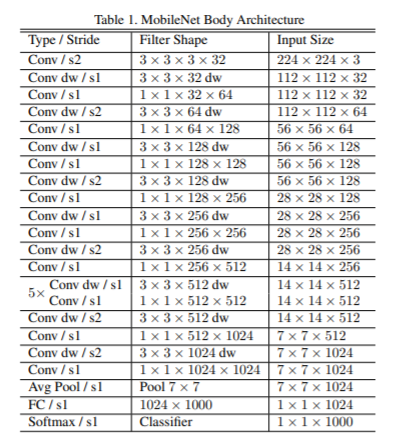 Table 1. MobileNet Body Architecture
Type / Stride Filter Shape Input Size
Conv / s2 3 × 3 × 3 × 32 224 × 224 × 3
Conv dw / s1 3 × 3 × 32 dw 112 × 112 × 32
Conv / s1 1 × 1 × 32 × 64 112 × 112 × 32
Conv dw / s2 3 × 3 × 64 dw 112 × 112 × 64
Conv / s1 1 × 1 × 64 × 128 56 × 56 × 64
Conv dw / s1 3 × 3 × 128 dw 56 × 56 × 128
Conv / s1 1 × 1 × 128 × 128 56 × 56 × 128
Conv dw / s2 3 × 3 × 128 dw 56 × 56 × 128
Conv / s1 1 × 1 × 128 × 256 28 × 28 × 128
Conv dw / s1 3 × 3 × 256 dw 28 × 28 × 256
Conv / s1 1 × 1 × 256 × 256 28 × 28 × 256
Conv dw / s2 3 × 3 × 256 dw 28 × 28 × 256
Conv / s1 1 × 1 × 256 × 512 14 × 14 × 256
5× Conv dw / s1 3 × 3 × 512 dw 14 × 14 × 512
Conv / s1 1 × 1 × 512 × 512 14 × 14 × 512
Conv dw / s2 3 × 3 × 512 dw 14 × 14 × 512
Conv / s1 1 × 1 × 512 × 1024 7 × 7 × 512
Conv dw / s2 3 × 3 × 1024 dw 7 × 7 × 1024
Conv / s1 1 × 1 × 1024 × 1024 7 × 7 × 1024
Avg Pool / s1 Pool 7 × 7 7 × 7 × 1024
FC / s1 1024 × 1000 1 × 1 × 1024
Softmax / s1 Classifier 1 × 1 × 1000